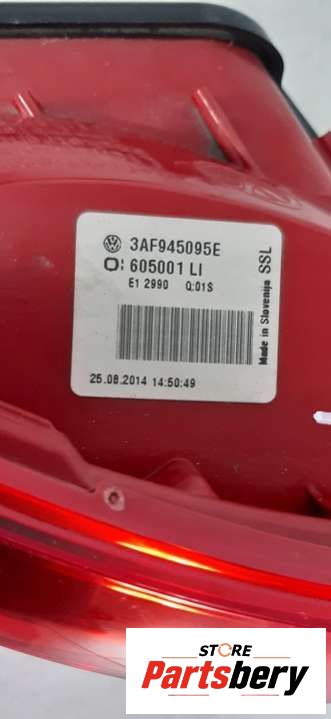 3AF945095E
O: 605001 LI
E1 2990 Q:01S
Made in Slovenija SSL
25.08.2014 14:50:49
STORE
Partsbery